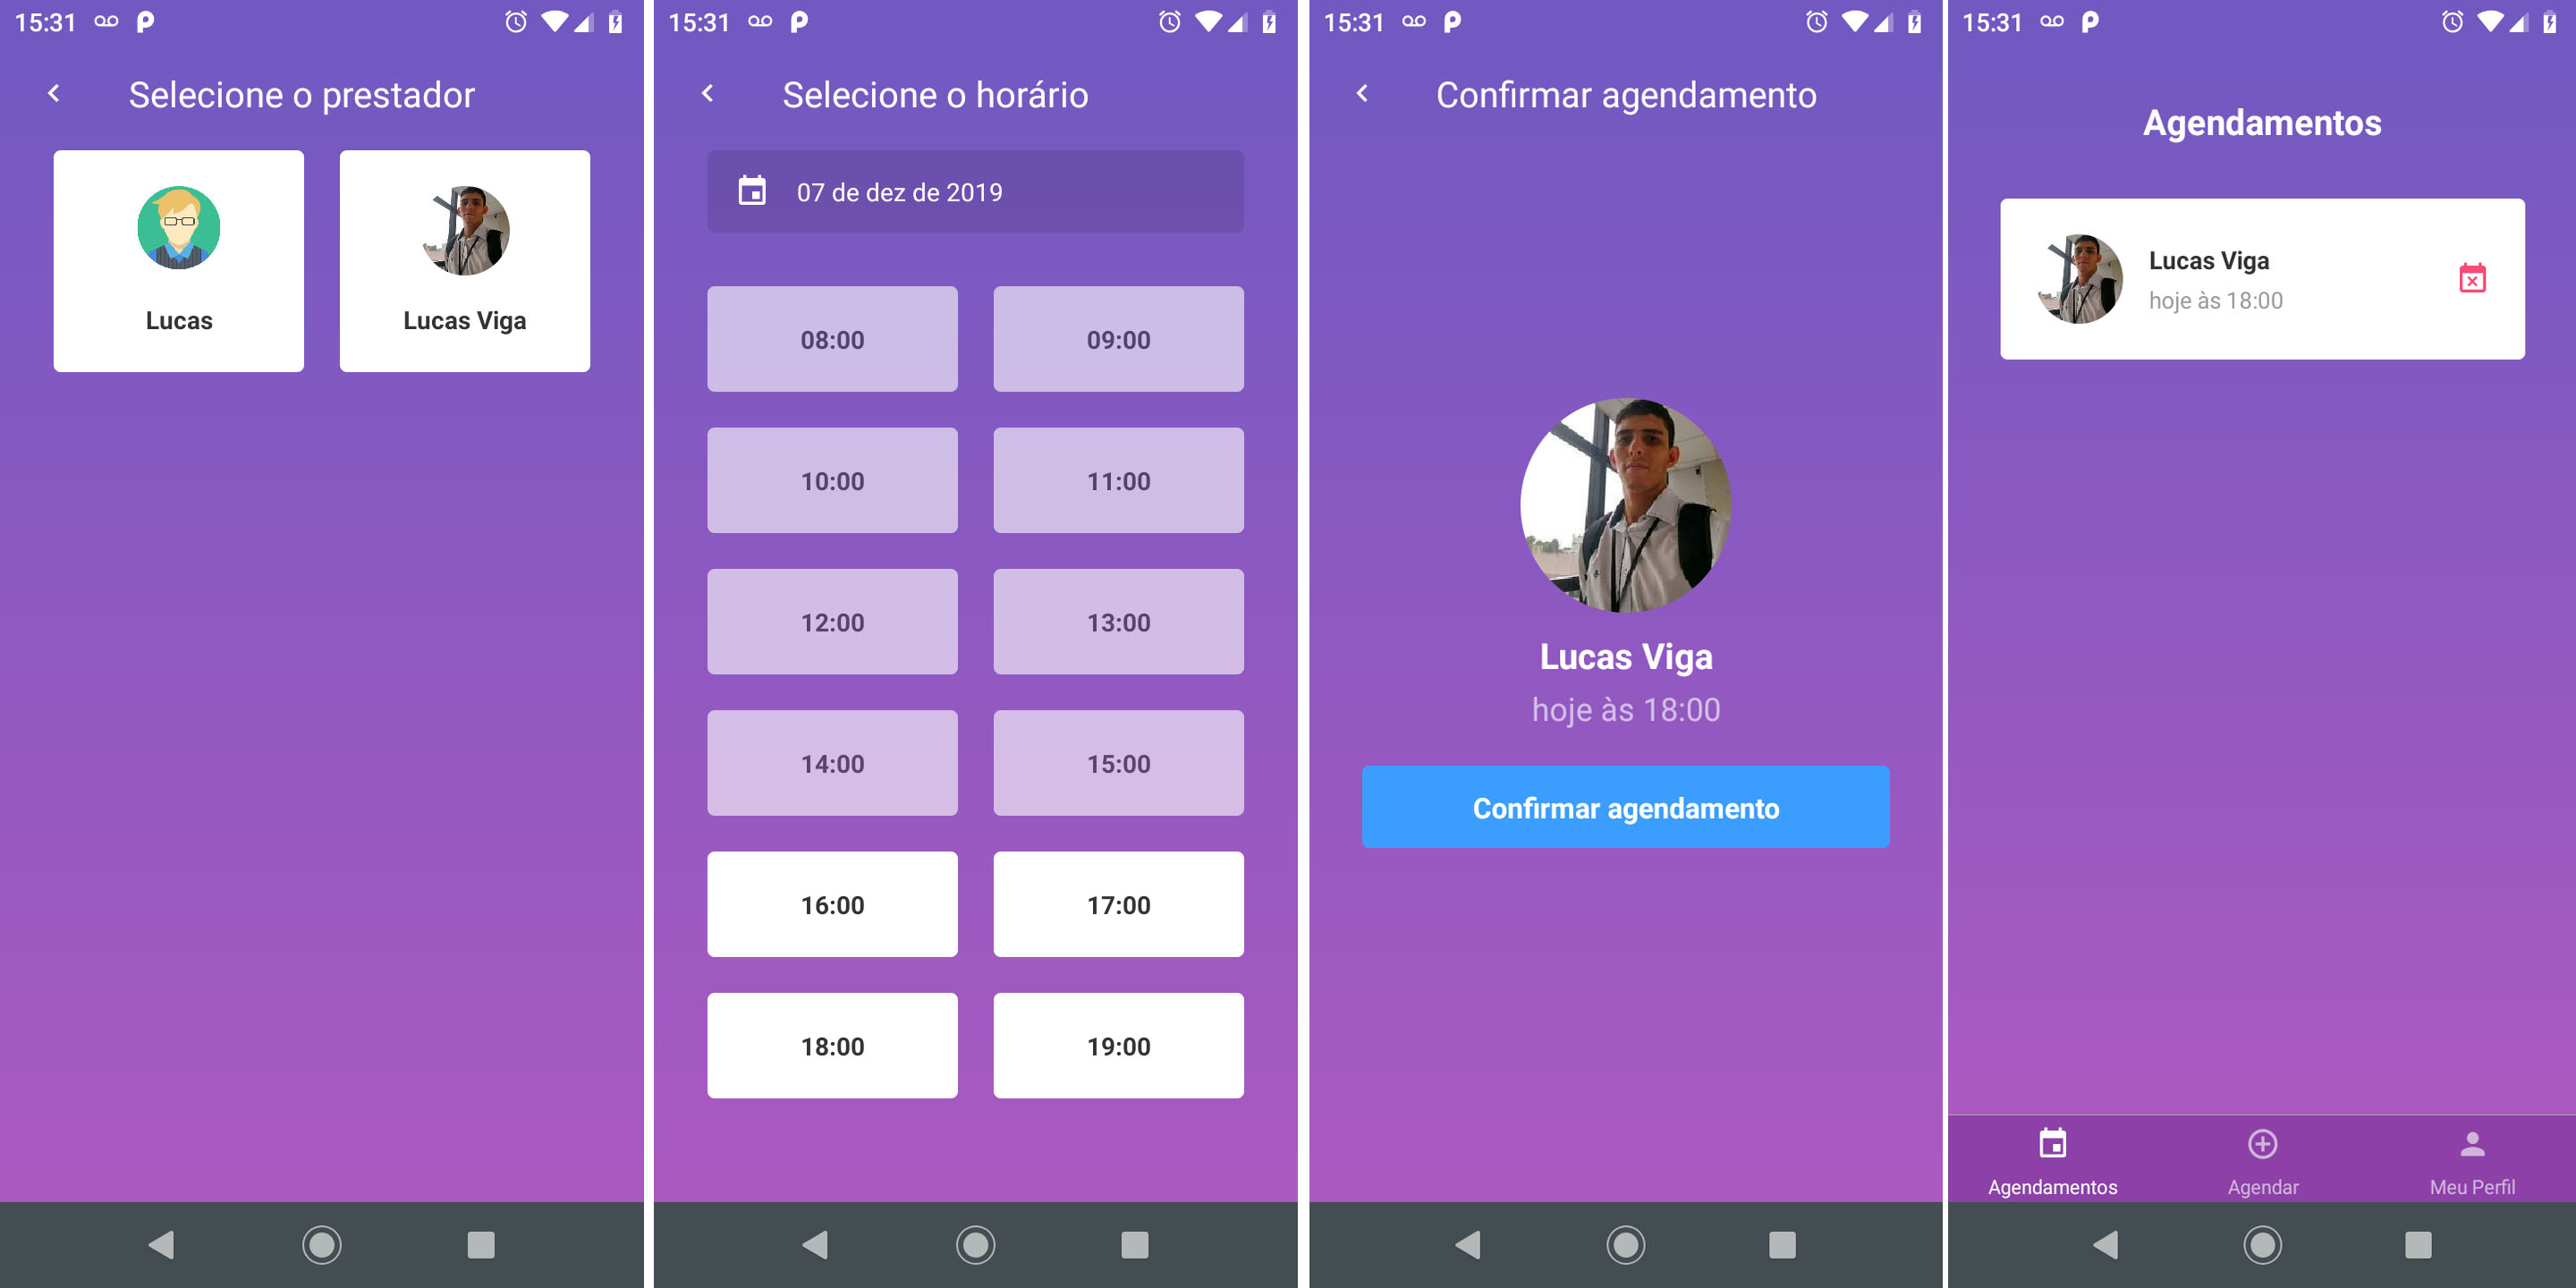 15:31
Selecione o prestador
Lucas
Lucas Viga
15:31
Selecione o horário
07 de dez de 2019
08:00
09:00
10:00
11:00
12:00
13:00
14:00
15:00
16:00
17:00
18:00
19:00
15:31
Confirmar agendamento
Lucas Viga
hoje às 18:00
Confirmar agendamento
15:31
Agendamentos
Lucas Viga
hoje às 18:00
Agendamentos
Agendar
Meu Perfil